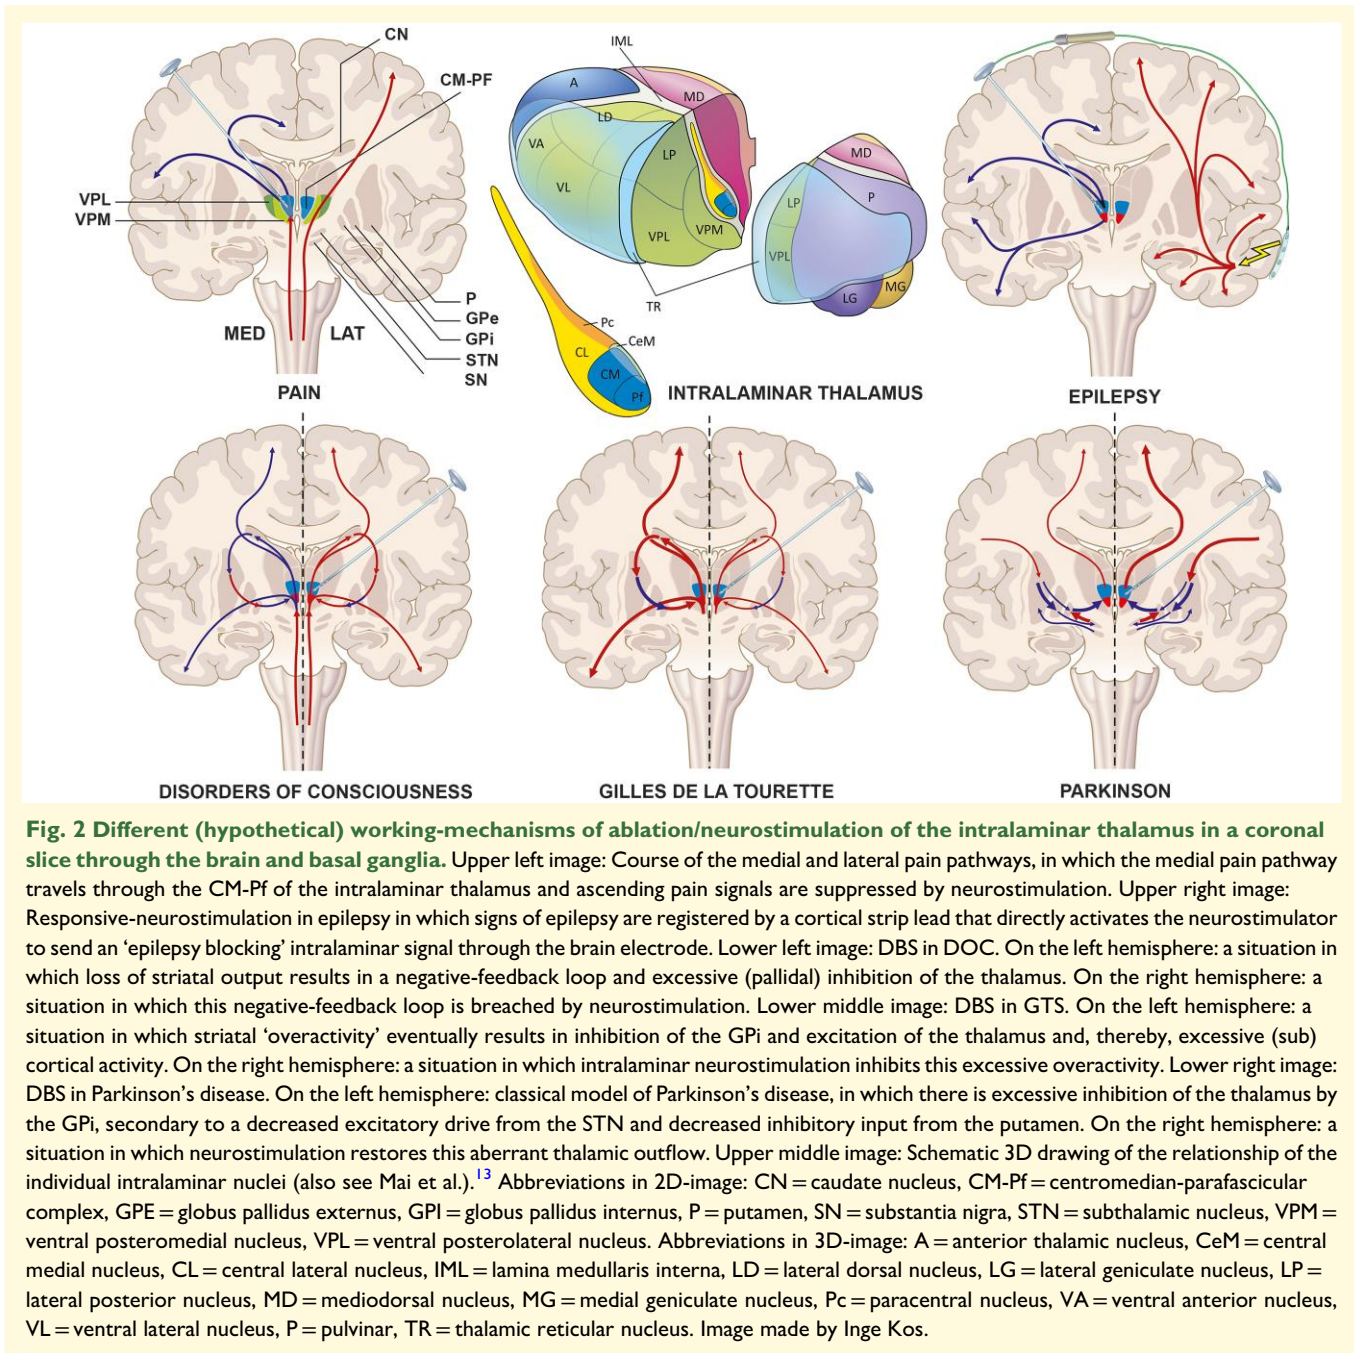 CN
CM-PF
VPL
VPM
P
GPe
GPi
STN
SN
MED
LAT
PAIN
IML
A
MD
LD
VA
LP
VL
VPL
VPM
TR
MD
P
LP
VPL
LG
MG
Pc
CeM
CL
CM
Pf
INTRALAMINAR THALAMUS
EPILEPSY
DISORDERS OF CONSCIOUSNESS
GILLES DE LA TOURETTE
PARKINSON
Fig. 2 Different (hypothetical) working-mechanisms of ablation/neurostimulation of the intralaminar thalamus in a coronal
slice through the brain and basal ganglia. Upper left image: Course of the medial and lateral pain pathways, in which the medial pain pathway
travels through the CM-Pf of the intralaminar thalamus and ascending pain signals are suppressed by neurostimulation. Upper right image:
Responsive-neurostimulation in epilepsy in which signs of epilepsy are registered by a cortical strip lead that directly activates the neurostimulator
to send an ‘epilepsy blocking’ intralaminar signal through the brain electrode. Lower left image: DBS in DOC. On the left hemisphere: a situation in
which loss of striatal output results in a negative-feedback loop and excessive (pallidal) inhibition of the thalamus. On the right hemisphere: a
situation in which this negative-feedback loop is breached by neurostimulation. Lower middle image: DBS in GTS. On the left hemisphere: a
situation in which striatal ‘overactivity’ eventually results in inhibition of the GPi and excitation of the thalamus and, thereby, excessive (sub)
cortical activity. On the right hemisphere: a situation in which intralaminar neurostimulation inhibits this excessive overactivity. Lower right image:
DBS in Parkinson’s disease. On the left hemisphere: classical model of Parkinson’s disease, in which there is excessive inhibition of the thalamus by
the GPi, secondary to a decreased excitatory drive from the STN and decreased inhibitory input from the putamen. On the right hemisphere: a
situation in which neurostimulation restores this aberrant thalamic outflow. Upper middle image: Schematic 3D drawing of the relationship of the
individual intralaminar nuclei (also see Mai et al.).13 Abbreviations in 2D-image: CN = caudate nucleus, CM-Pf = centromedian-parafascicular
complex, GPE = globus pallidus externus, GPI = globus pallidus internus, P = putamen, SN = substantia nigra, STN = subthalamic nucleus, VPM =
ventral posteromedial nucleus, VPL = ventral posterolateral nucleus. Abbreviations in 3D-image: A = anterior thalamic nucleus, CeM = central
medial nucleus, CL = central lateral nucleus, IML = lamina medullaris interna, LD = lateral dorsal nucleus, LG = lateral geniculate nucleus, LP =
lateral posterior nucleus, MD = mediodorsal nucleus, MG = medial geniculate nucleus, Pc = paracentral nucleus, VA = ventral anterior nucleus,
VL = ventral lateral nucleus, P = pulvinar, TR = thalamic reticular nucleus. Image made by Inge Kos.